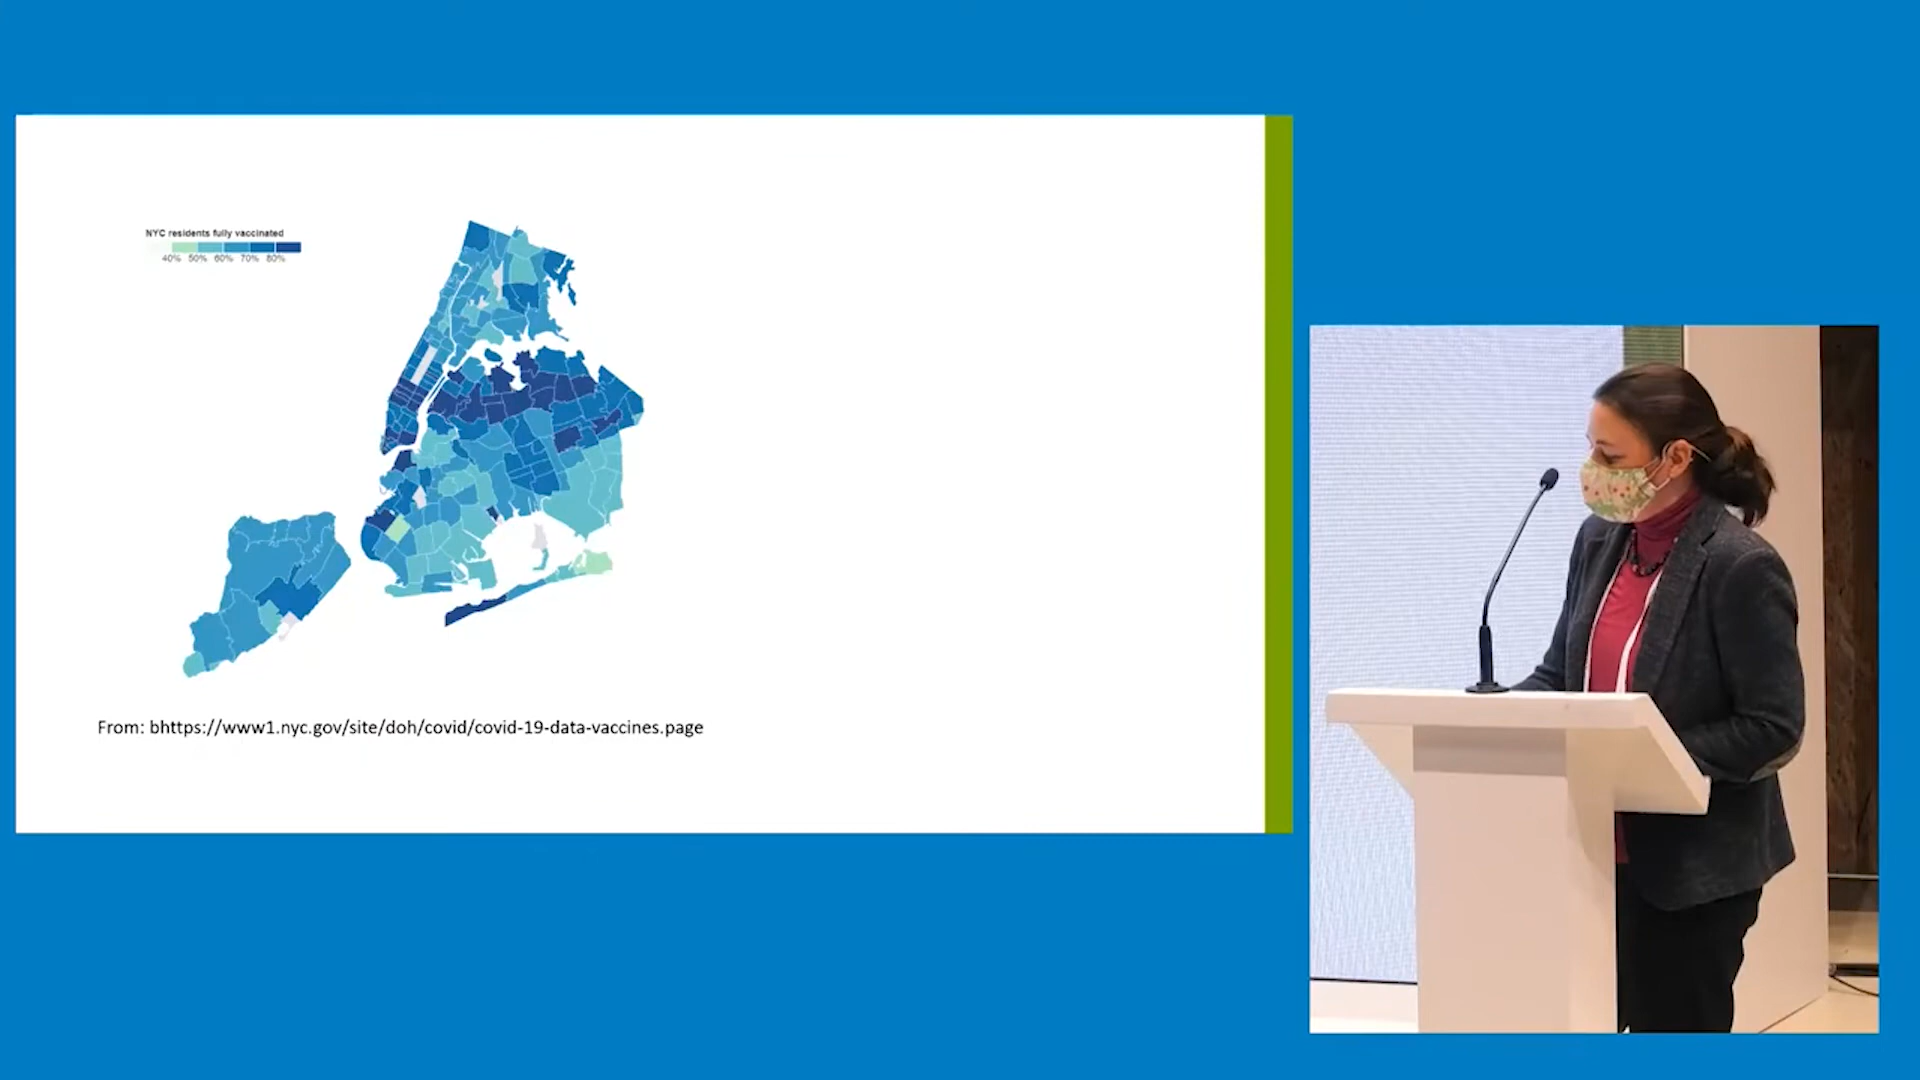 NYC residents fully vaccinated
40% 50% 60% 70% 80%
From: bhttps://www1.nyc.gov/site/doh/covid/covid-19-data-vaccines.page